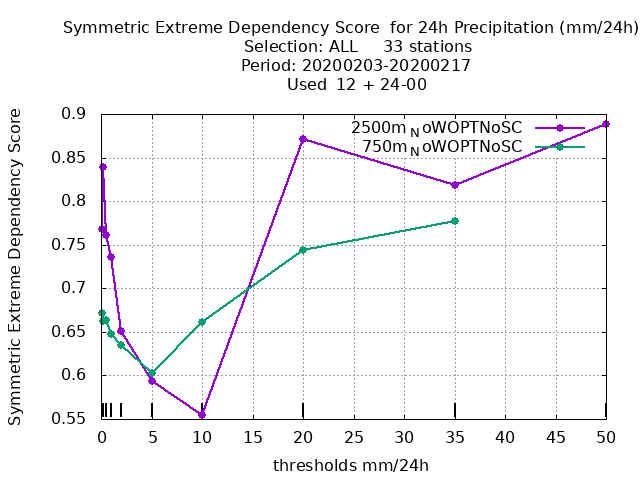 Symmetric Extreme Dependency Score  for 24h Precipitation (mm/24h)
Selection: ALL     33 stations
Period: 20200203-20200217
Used  12 + 24-00
Symmetric Extreme Dependency Score
0.9
0.85
0.8
0.75
0.7
0.65
0.6
0.55
2500m_NoWOPTNoSC
750m_NoWOPTNoSC
0 5 10 15 20 25 30 35 40 45 50
thresholds mm/24h